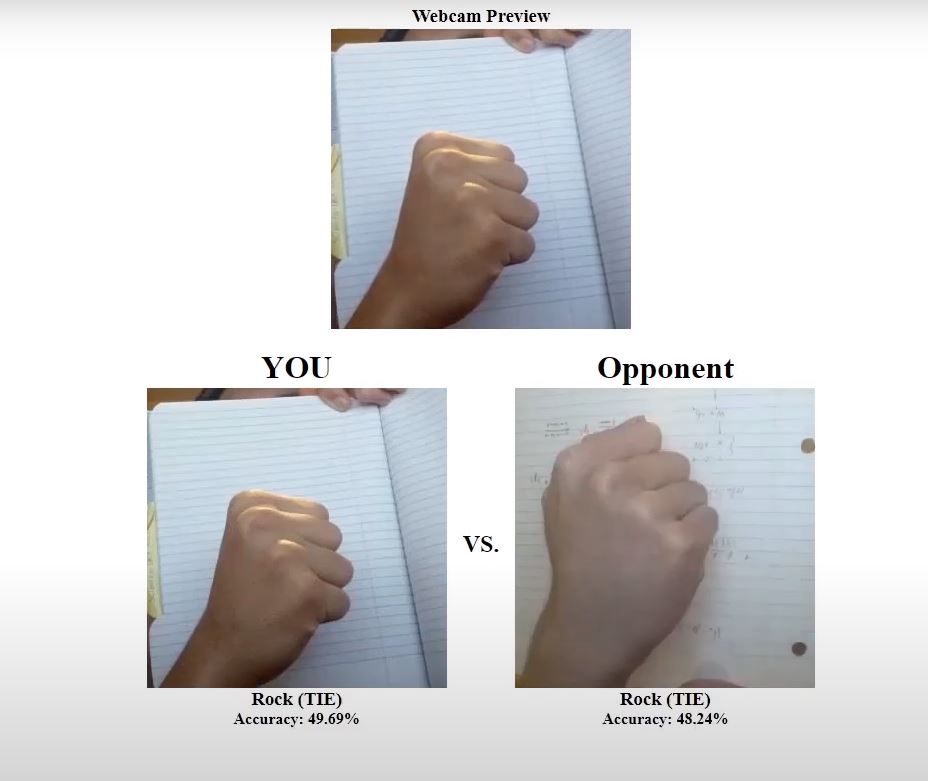 Webcam Preview
YOU
Opponent
VS.
Rock (TIE)
Accuracy: 49.69%
Rock (TIE)
Accuracy: 48.24%